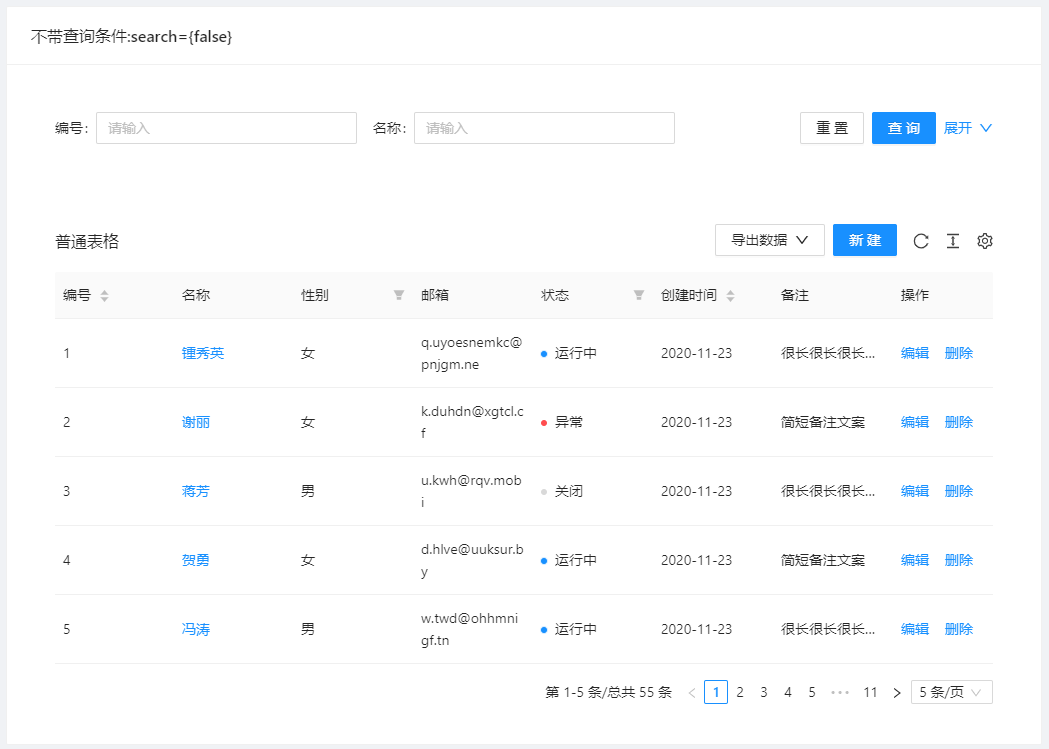 不带查询条件:search={false}
编号: 请输入 名称: 请输入 重 置 查 询 展开
普通表格 导出数据 新 建
编号 名称 性别 邮箱 状态 创建时间 备注 操作
1 锺秀英 女 q.uyoesnemkc@ 运行中 2020-11-23 很长很长很长... 编辑 删除
pnjgm.ne
2 谢丽 女 k.duhdn@xgtcl.c 异常 2020-11-23 简短备注文案 编辑 删除
f
3 蒋芳 男 u.kwh@rqv.mob 关闭 2020-11-23 很长很长很长... 编辑 删除
i
4 贺勇 女 d.hlve@uuksur.b 运行中 2020-11-23 简短备注文案 编辑 删除
y
5 冯涛 男 w.twd@ohhmni 运行中 2020-11-23 很长很长很长... 编辑 删除
gf.tn
第 1-5 条/总共 55 条 < 1 2 3 4 5 ••• 11 > 5 条/页